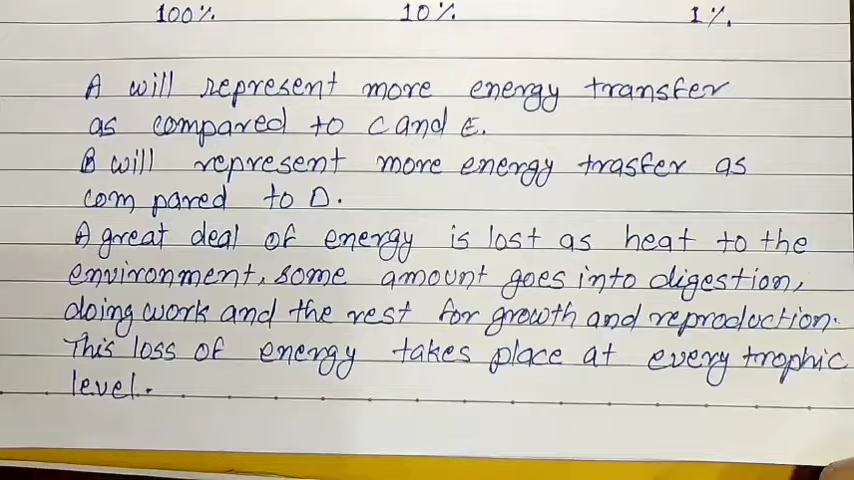 100% 10% 1%.
A will represent more energy transfer
as compared to C and E.
B will represent more energy trasfer as
com pared to D.
A great deal of energy is lost as heat to the
environment, some amount goes into digestion,
doing work and the rest for growth and reproduction.
This loss of energy takes place at every trophic
level.